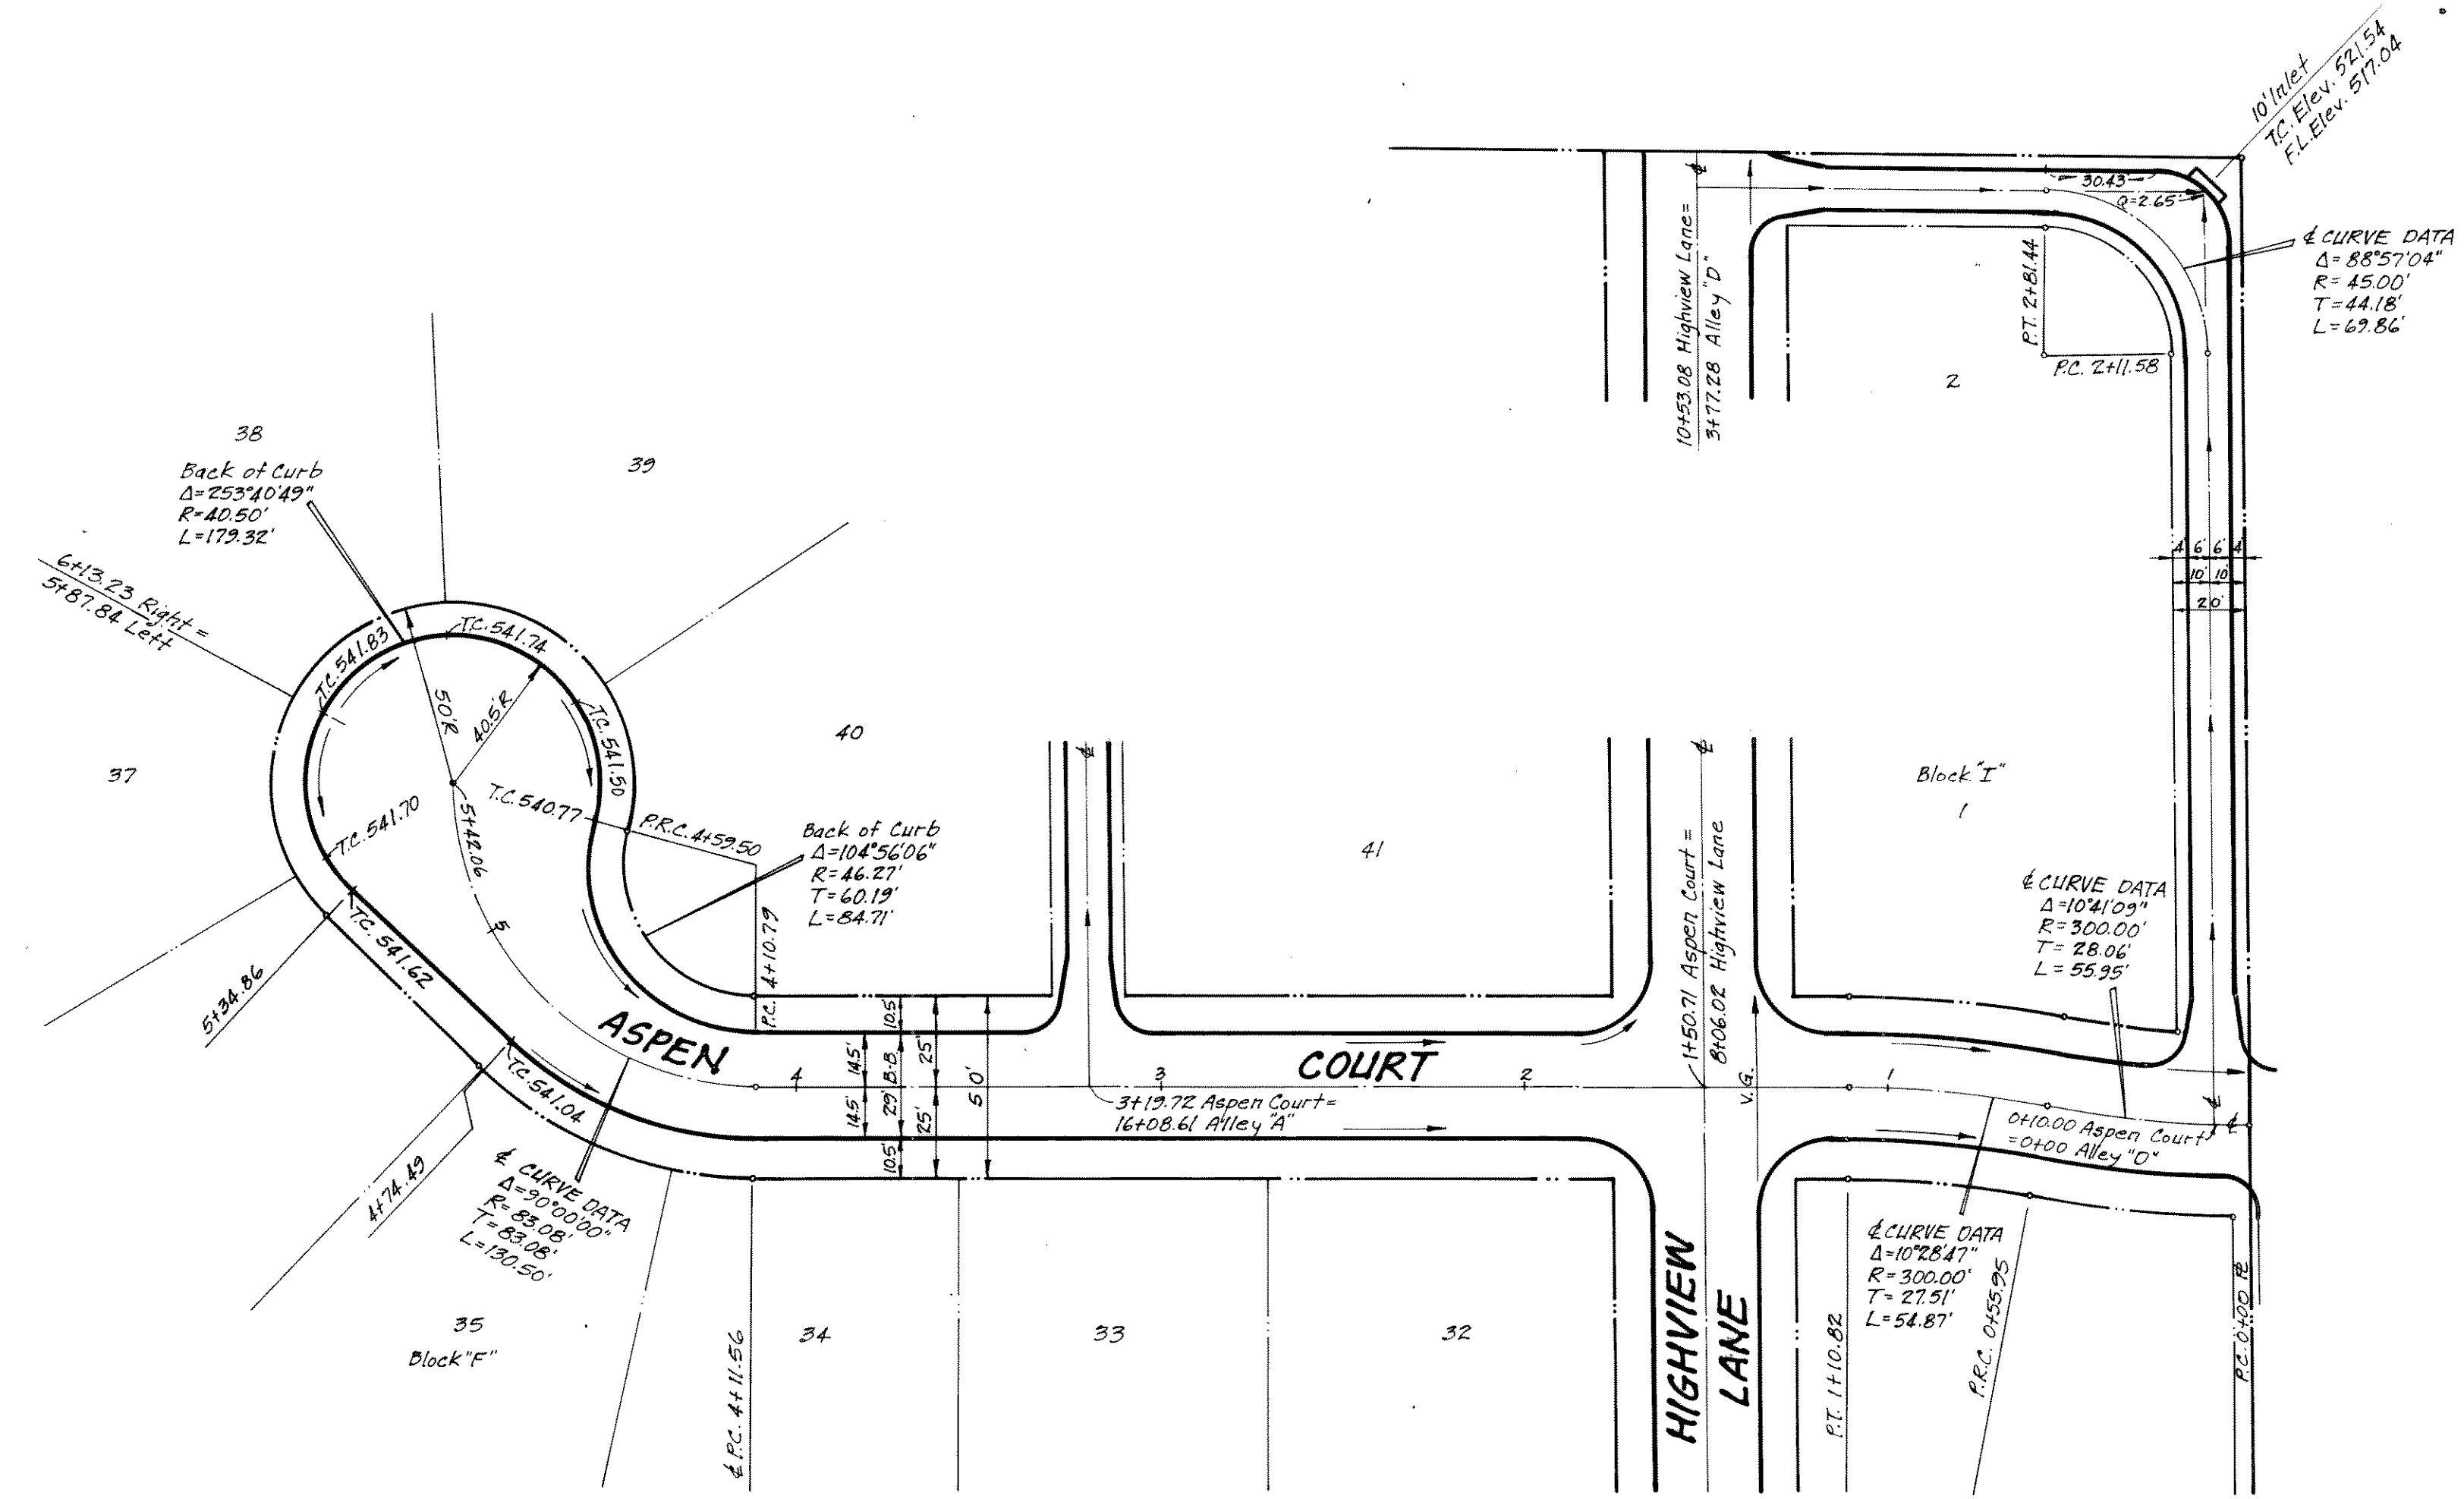 10' Inlet
T.C. Elev. 521.54
F.L. Elev. 517.04
30.43'
Q=2.65'
10+53.08 Highview Lane=
3+77.28 Alley "D"
P.T. 2+81.44
P.C. 2+11.58
2
₵ CURVE DATA
Δ=88°57'04"
R=45.00'
T=44.18'
L=69.86'
38
39
Back of Curb
Δ=253°40'49"
R=40.50'
L=179.32'
6+13.23 Right =
5+87.84 Left
4' 6' 6' 4'
10' 10'
20'
T.C. 541.83
T.C. 541.74
50'R
40.5'R
T.C. 541.50
40
37
T.C. 541.70
5+42.06
T.C. 540.77
P.R.C. 4+59.50
Back of Curb
Δ=104°56'06"
R=46.27'
T=60.19'
L=84.71'
41
Block "I"
1
1+50.71 Aspen Court =
8+06.02 Highview Lane
₵ CURVE DATA
Δ=10°41'09"
R=300.00'
T=28.06'
L=55.95'
5+34.86
T.C. 541.62
5
P.C. 4+10.79
ASPEN
COURT
10.5'
14.5'
29' B-B
25'
50'
14.5'
25'
10.5'
4
3
2
1
V.G.
3+19.72 Aspen Court=
16+08.61 Alley "A"
0+10.00 Aspen Court
=0+00 Alley "D"
₵
T.C. 541.04
4+74.49
₵ CURVE DATA
Δ=90°00'00"
R=83.08'
T=83.08'
L=130.50'
35
Block "F"
34
33
32
₵ P.C. 4+11.56
HIGHVIEW
LANE
P.T. 1+10.82
₵ CURVE DATA
Δ=10°28'47"
R=300.00'
T=27.51'
L=54.87'
P.R.C. 0+55.95
P.C. 0+00 ⅊